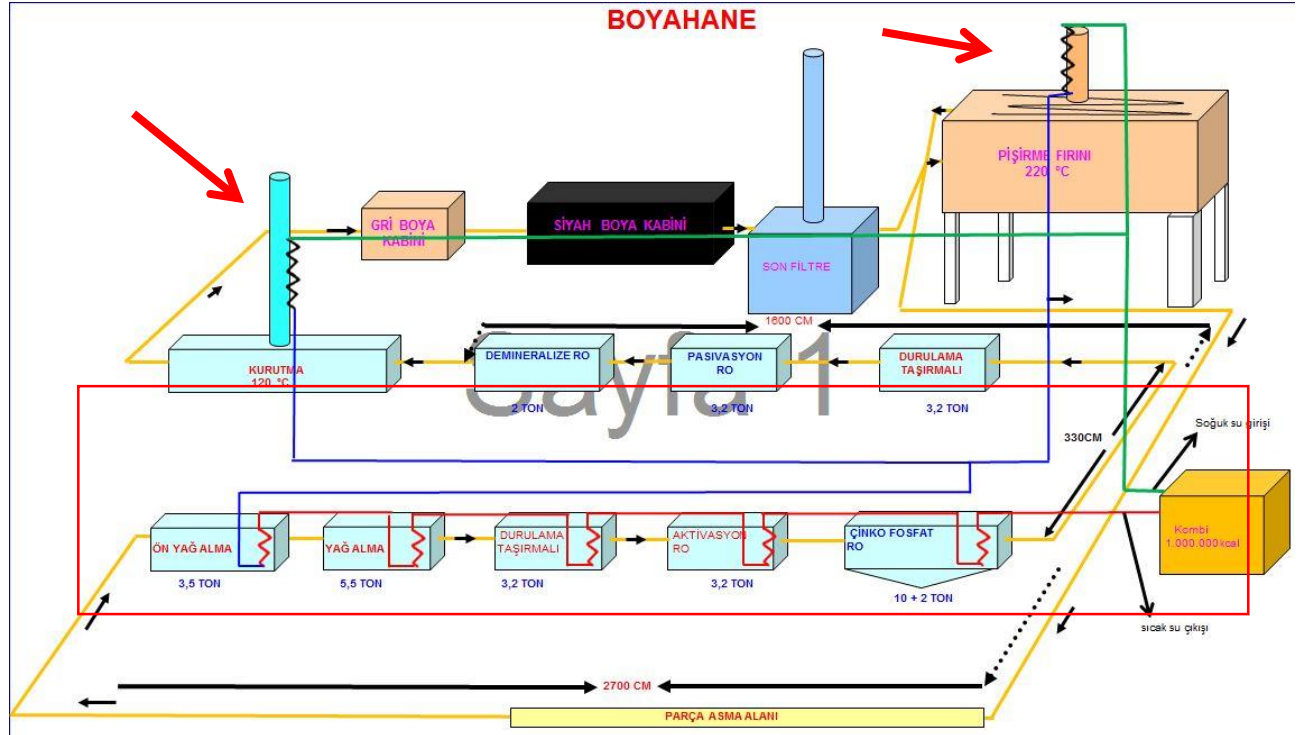 BOYAHANE
PİŞİRME FIRINI
220 °C
GRİ BOYA
KABİNİ
SİYAH BOYA KABİNİ
SON FİLTRE
1600 CM
KURUTMA
120 °C
DEMINERALIZE RO
PASIVASYON
RO
DURULAMA
TAŞIRMALI
Sayfa 1
2 TON
3,2 TON
3,2 TON
330CM
Soğuk su girişi
ÖN YAĞ ALMA
YAĞ ALMA
DURULAMA
TAŞIRMALI
AKTİVASYON
RO
ÇİNKO FOSFAT
RO
Kombi
1.000.000kcal
3,5 TON
5,5 TON
3,2 TON
3,2 TON
10 + 2 TON
sıcak su çıkışı
2700 CM
PARÇA ASMA ALANI